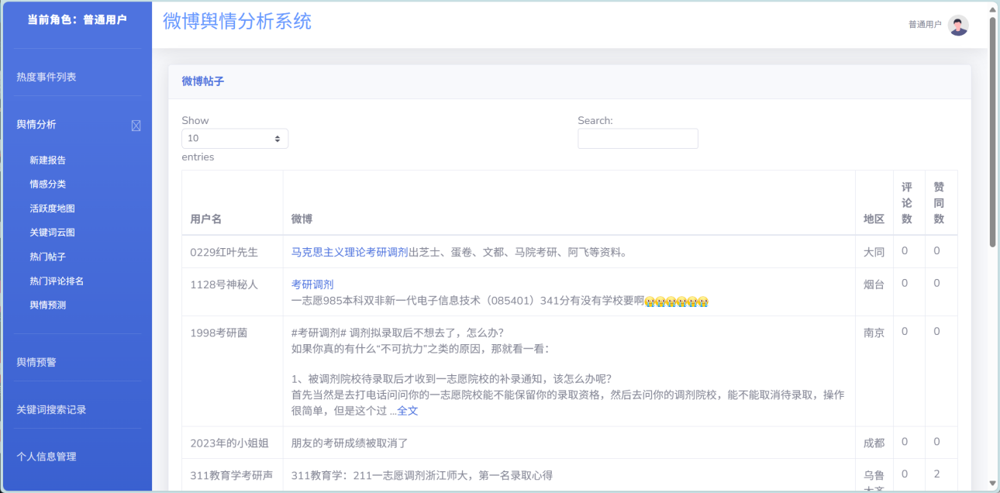 当前角色：普通用户
微博舆情分析系统
普通用户
热度事件列表
舆情分析
新建报告
情感分类
活跃度地图
关键词云图
热门帖子
热门评论排名
舆情预测
舆情预警
关键词搜索记录
个人信息管理
微博帖子
Show
10
entries
Search:
用户名 微博 地区 评论数 赞同数
0229红叶先生 马克思主义理论考研调剂出芝士、蛋卷、文都、马院考研、阿飞等资料。 大同 0 0
1128号神秘人 考研调剂 烟台 0 0
一志愿985本科双非新一代电子信息技术（085401）341分有没有学校要啊😭😭😭😭😭😭
1998考研菌 #考研调剂# 调剂拟录取后不想去了，怎么办？ 南京 0 0
如果你真的有什么“不可抗力”之类的原因，那就看一看：
1、被调剂院校待录取后才收到一志愿院校的补录通知，该怎么办呢？
首先当然是去打电话问问你的一志愿院校能不能保留你的录取资格，然后去问你的调剂院校，能不能取消待录取，操作
很简单，但是这个过 ...全文
2023年的小姐姐 朋友的考研成绩被取消了 成都 0 0
311教育学考研声 311教育学：211一志愿调剂浙江师大，第一名录取心得 乌鲁 0 2